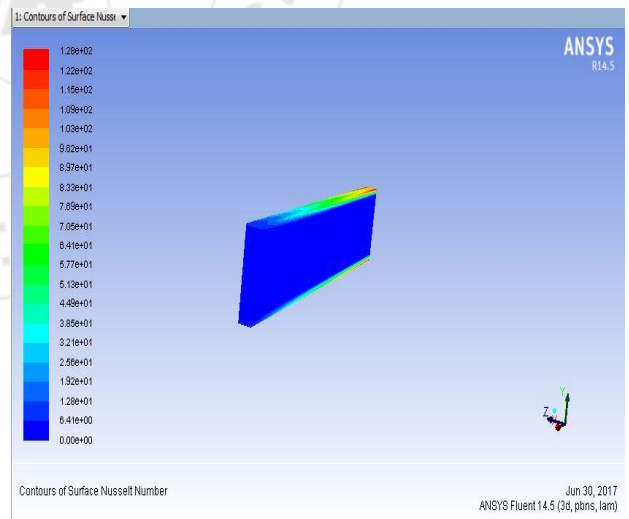 1: Contours of Surface Nusse
ANSYS
R14.5
1.28e+02
1.22e+02
1.15e+02
1.09e+02
1.03e+02
9.62e+01
8.97e+01
8.33e+01
7.69e+01
7.05e+01
6.41e+01
5.77e+01
5.13e+01
4.49e+01
3.85e+01
3.21e+01
2.56e+01
1.92e+01
1.28e+01
6.41e+00
0.00e+00
Y
Z
Contours of Surface Nusselt Number
Jun 30, 2017
ANSYS Fluent 14.5 (3d, pbns, lam)